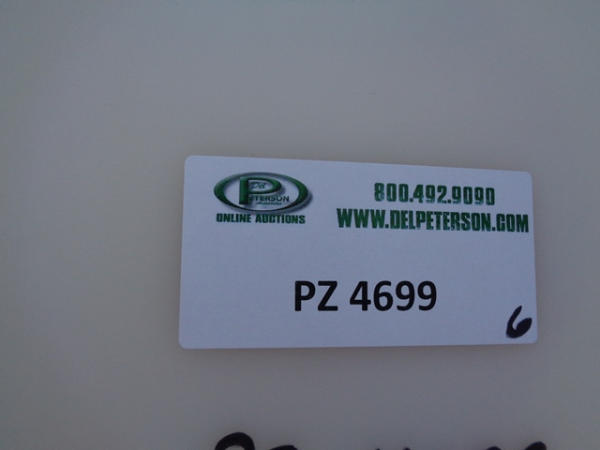 Del
PETERSON
ONLINE AUCTIONS
800.492.9090
WWW.DELPETERSON.COM
PZ 4699
6